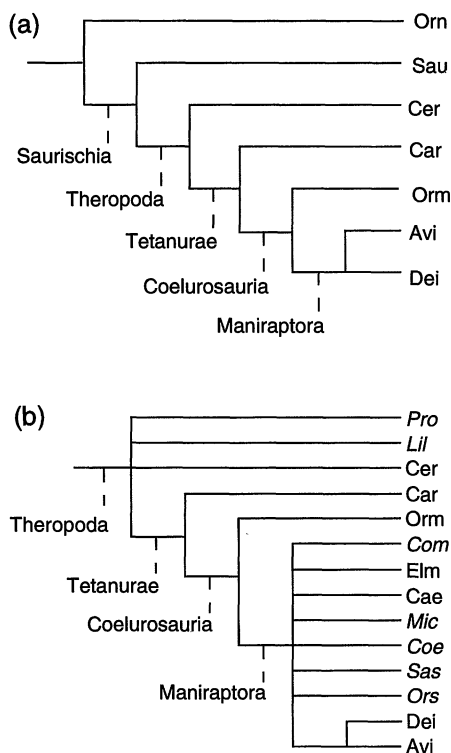 (a)
Orn
Sau
Cer
Saurischia
Car
Theropoda
Orm
Tetanurae
Avi
Coelurosauria
Dei
Maniraptora
(b)
Pro
Lil
Cer
Theropoda
Car
Orm
Tetanurae
Com
Elm
Coelurosauria
Cae
Mic
Coe
Maniraptora
Sas
Ors
Dei
Avi